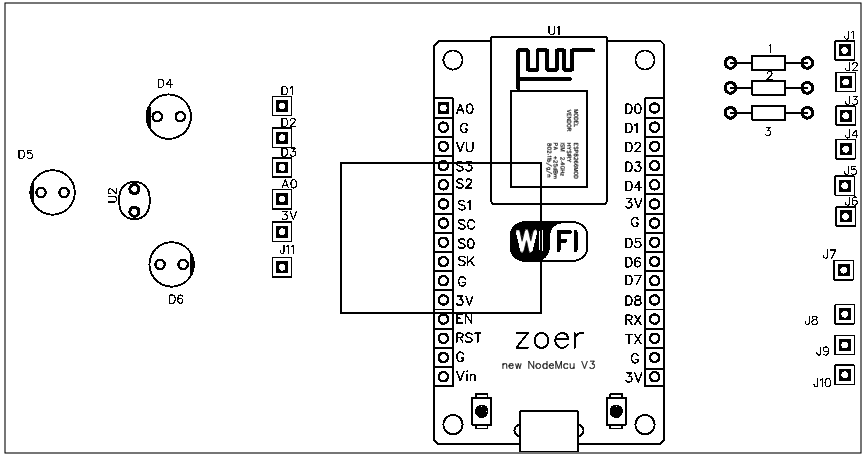 U1
J1
1
J2
2
J3
3
J4
J5
J6
J7
J8
J9
J10
D4
D5
U2
D6
D1
D2
D3
A0
3V
J11
MODEL ESP8266MOD
VENDOR
ISM 2.4GHz
PA +25dBm
802.11b/g/n
A0
G
VU
S3
S2
S1
SC
SO
SK
G
3V
EN
RST
G
Vin
D0
D1
D2
D3
D4
3V
G
D5
D6
D7
D8
RX
TX
G
3V
WI FI
zoer
new NodeMcu V3